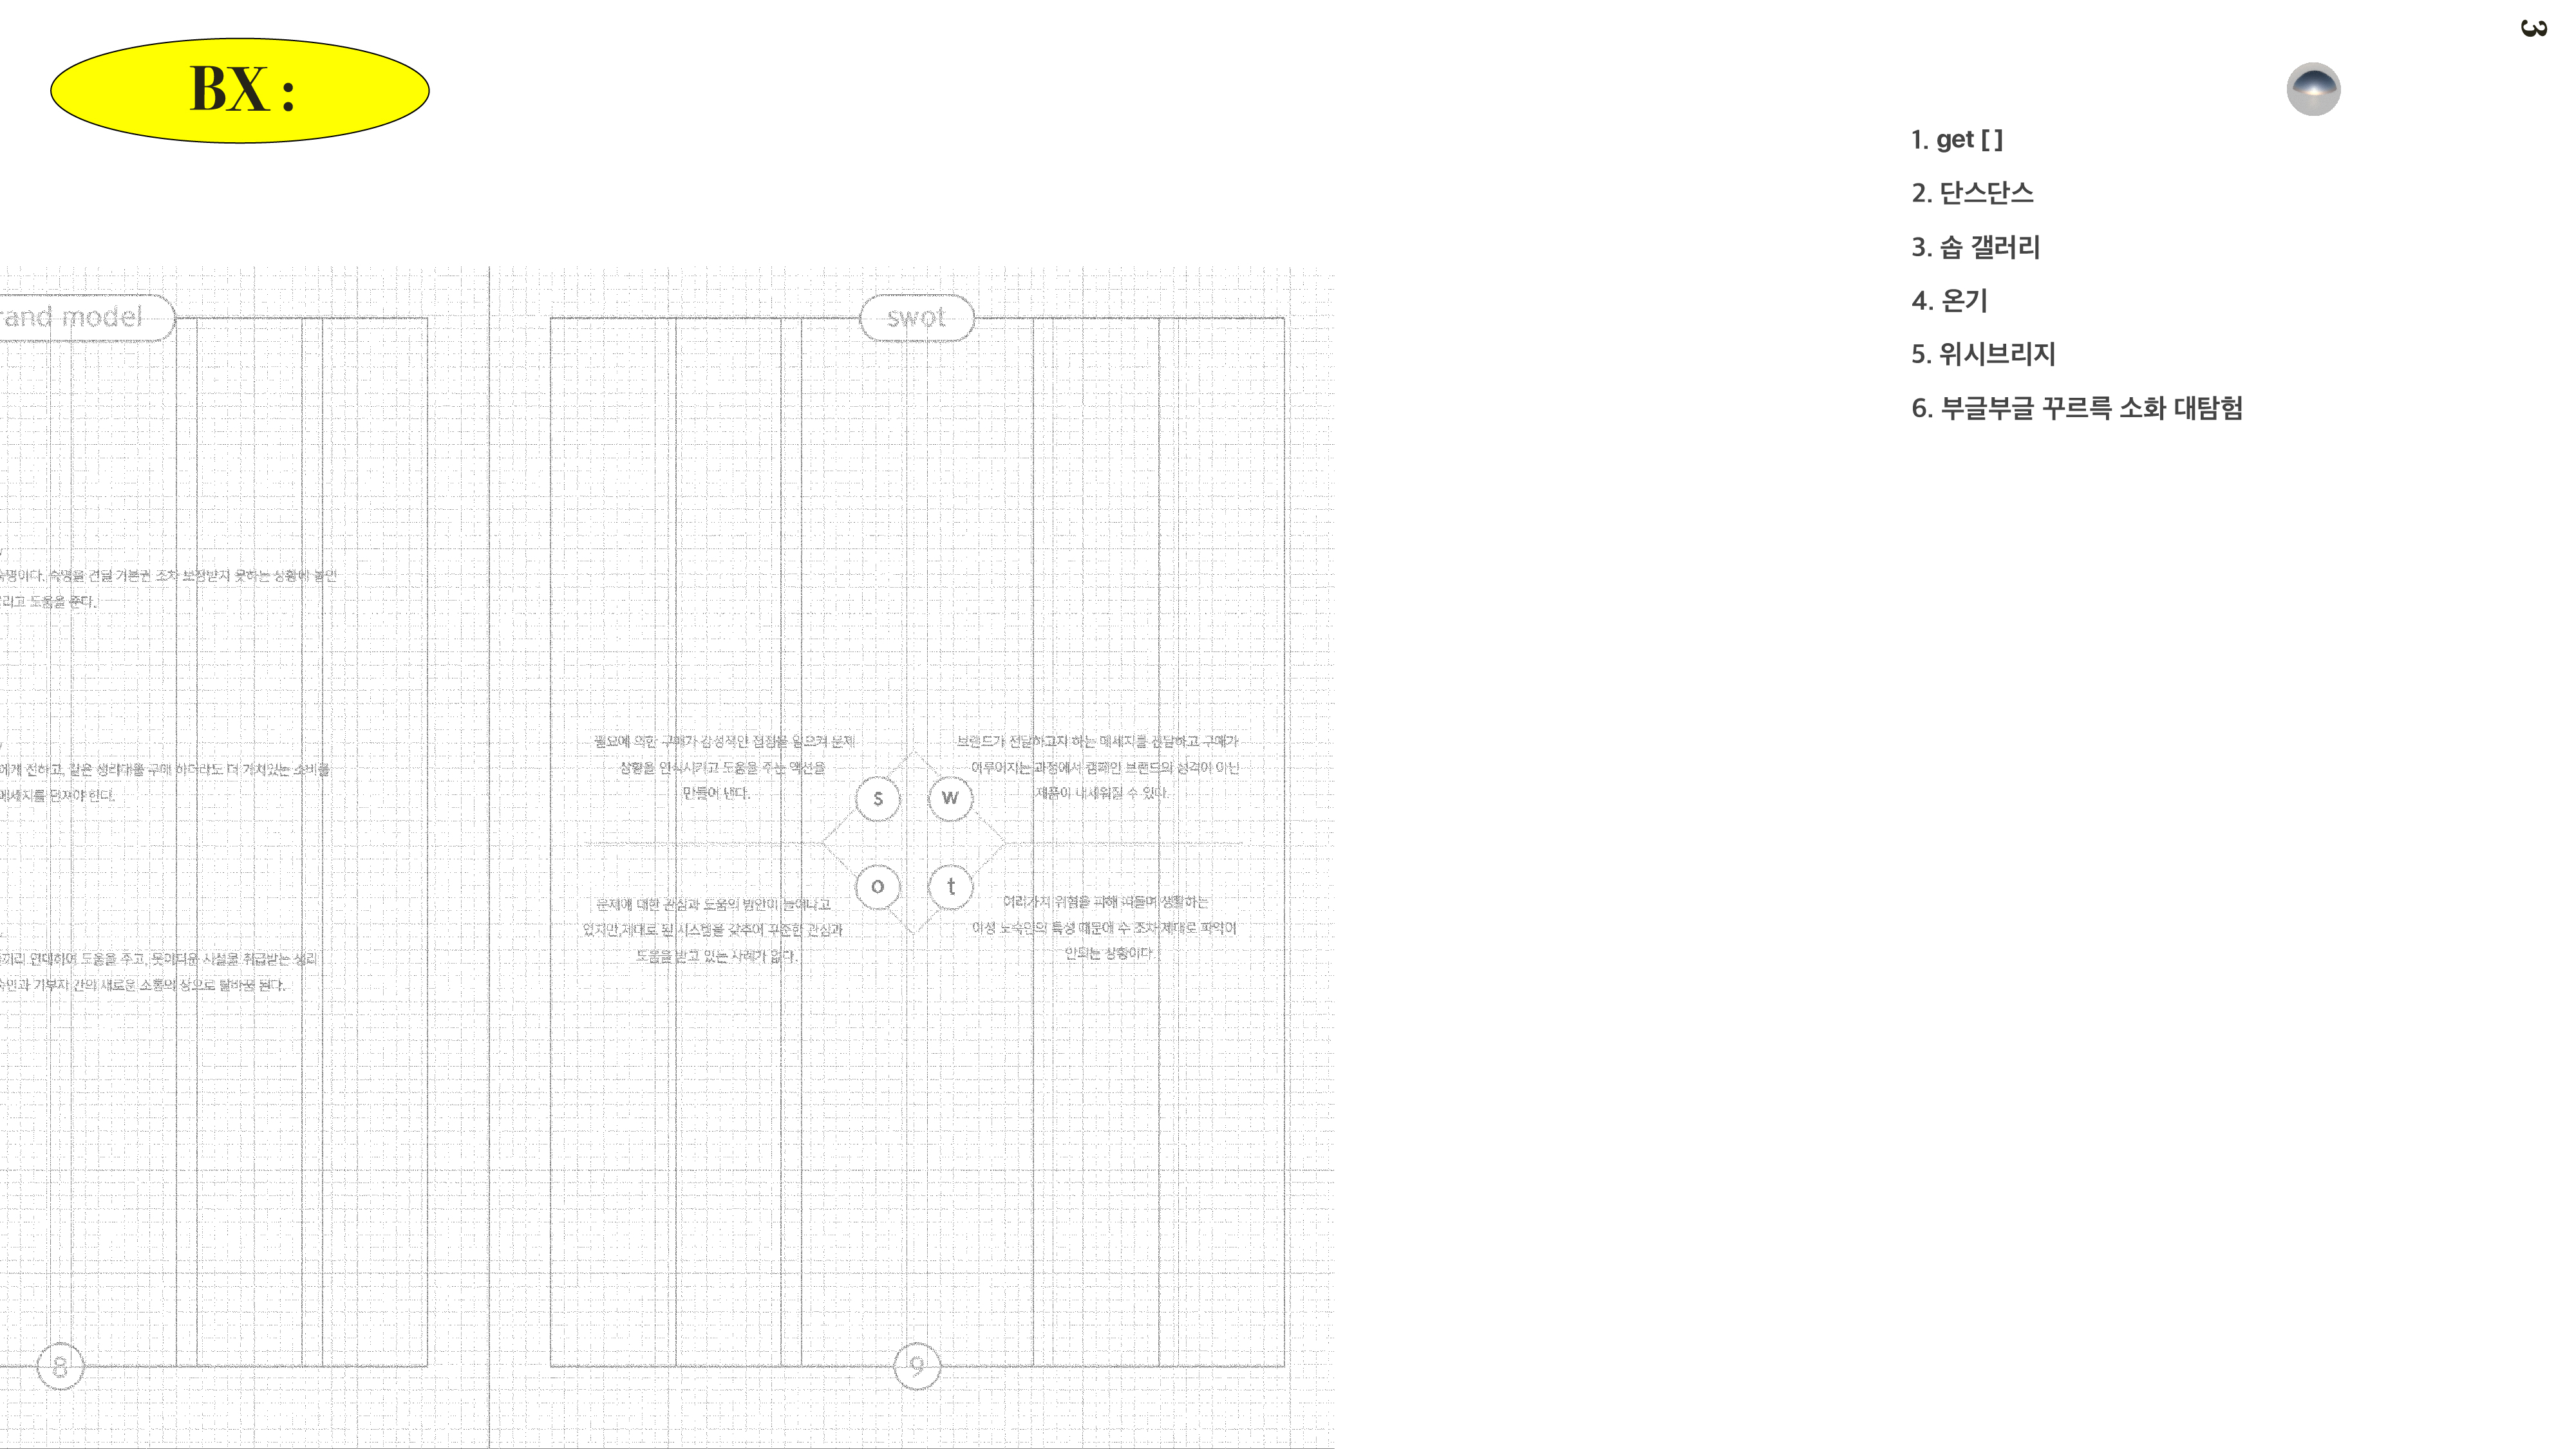 BX :
3
1. get [ ]
2. 단스단스
3. 숍 갤러리
4. 온기
5. 위시브리지
6. 부글부글 꾸르륵 소화 대탐험
rand model
숙명이다. 숙명을 견딜 기본권 조차 보장받지 못하는 상황에 놓인
리고 도움을 준다.
에게 전하고, 같은 생리대를 구매 하더라도 더 가치있는 소비를
메세지를 던져야 한다.
끼리 연대하여 도움을 주고, 못미더운 시설물 취급받는 생리
숙인과 기부자 간의 새로운 소통의 장으로 탈바꿈 된다.
8
swot
필요에 의한 구매가 감성적인 접점을 일으켜 문제
상황을 인식시키고 도움을 주는 액션을
만들어 낸다.
브랜드가 전달하고자 하는 메세지를 전달하고 구매가
이루어지는 과정에서 캠페인 브랜드의 성격이 아닌
제품이 내세워질 수 있다.
s
w
o
t
문제에 대한 관심과 도움의 방안이 늘어나고
있지만,제대로 된 시스템을 갖추어 꾸준한 관심과
도움을 받고 있는 사례가 없다.
여러가지 위험을 피해 떠돌며 생활하는
여성 노숙인의 특성 때문에 수 조차 제대로 파악이
안되는 상황이다.
9